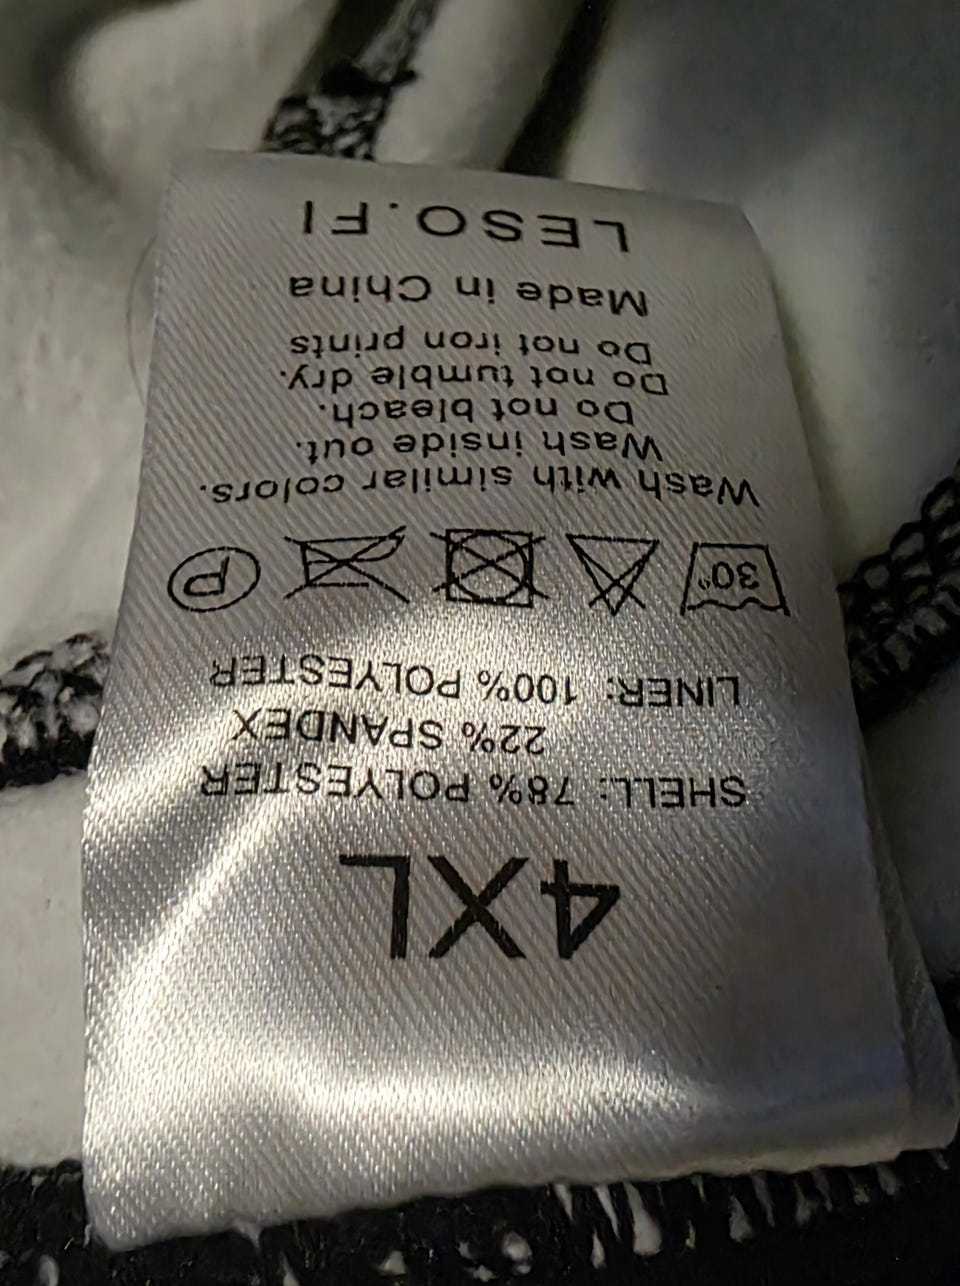 4XL
SHELL: 78% POLYESTER
22% SPANDEX
LINER: 100% POLYESTER
30° P
Wash with similar colors.
Wash inside out.
Do not bleach.
Do not tumble dry.
Do not iron prints
Made in China
LESO.FI